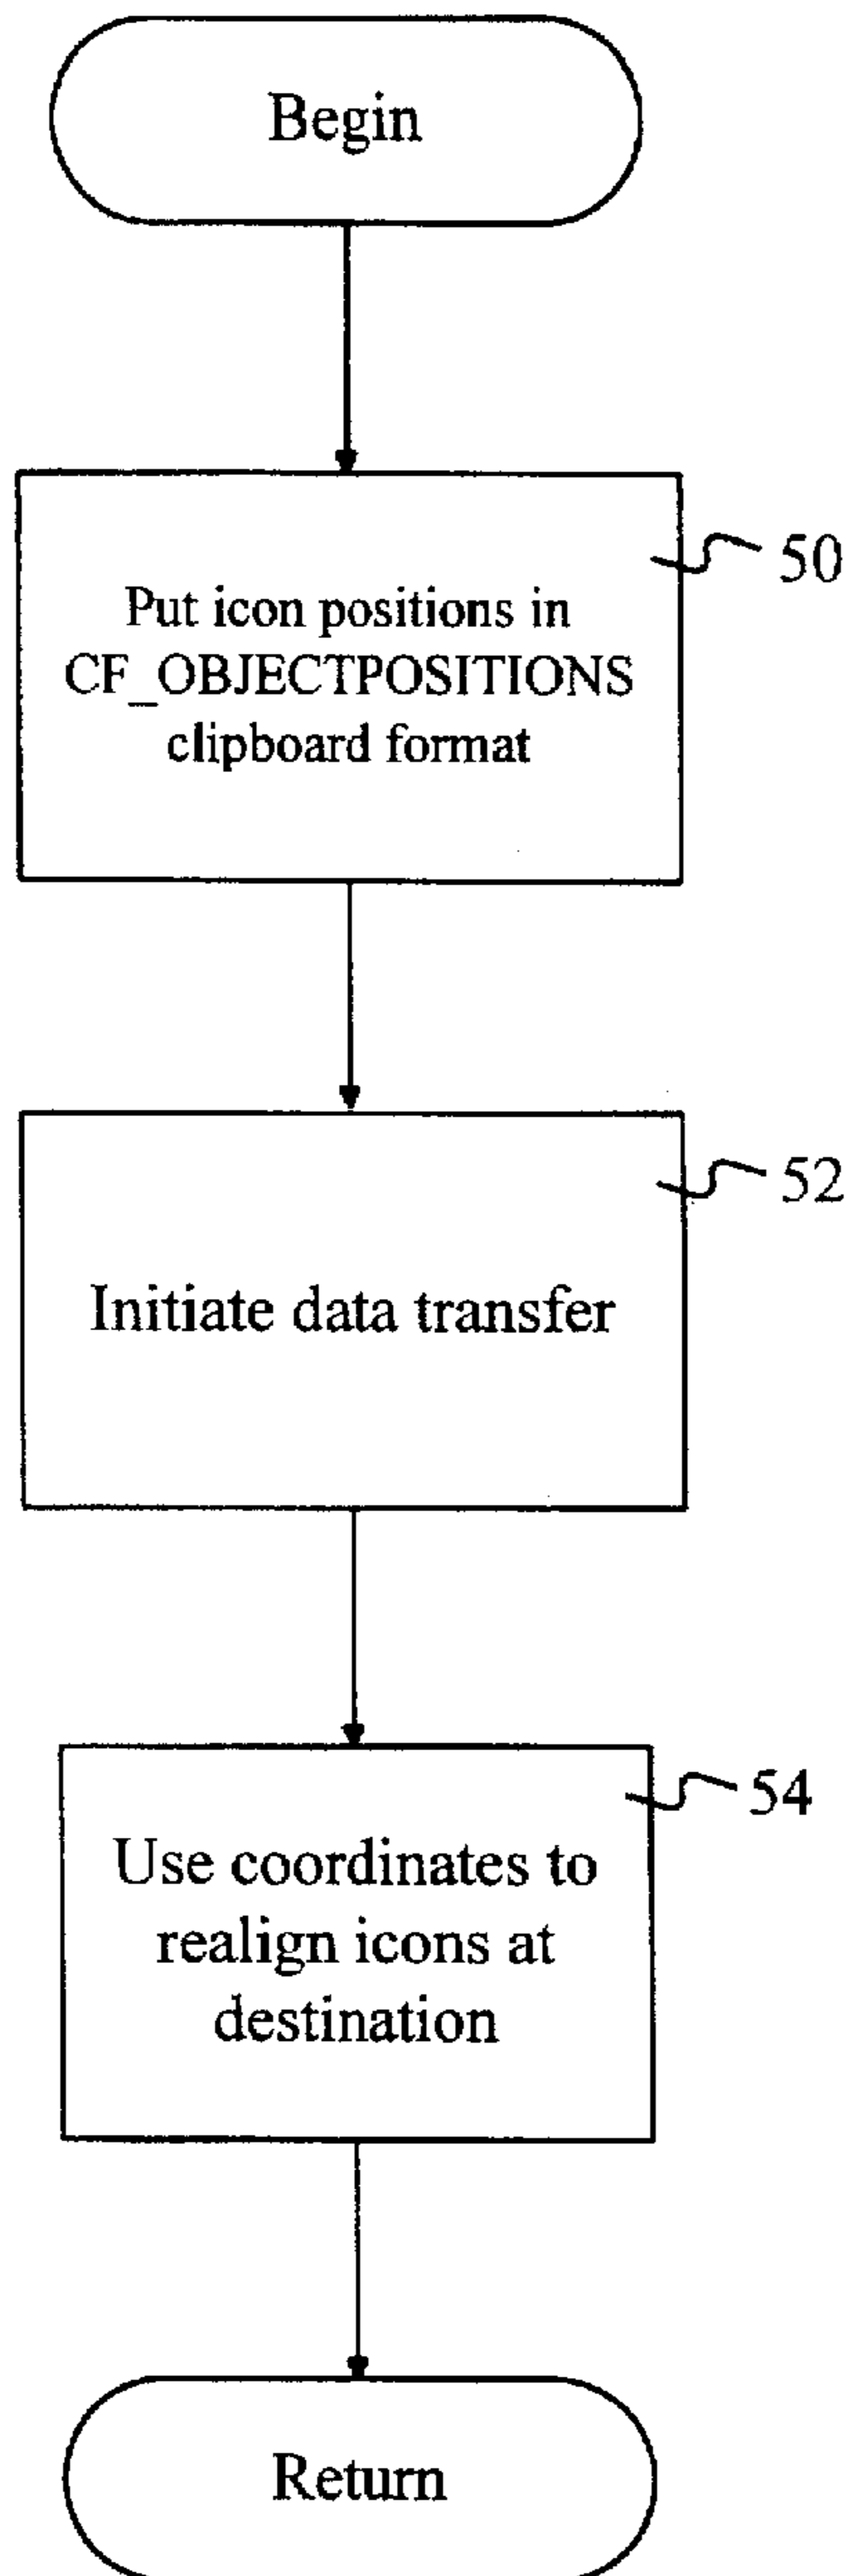 Begin
Put icon positions in
CF_OBJECTPOSITIONS
clipboard format
50
Initiate data transfer
52
Use coordinates to
realign icons at
destination
54
Return